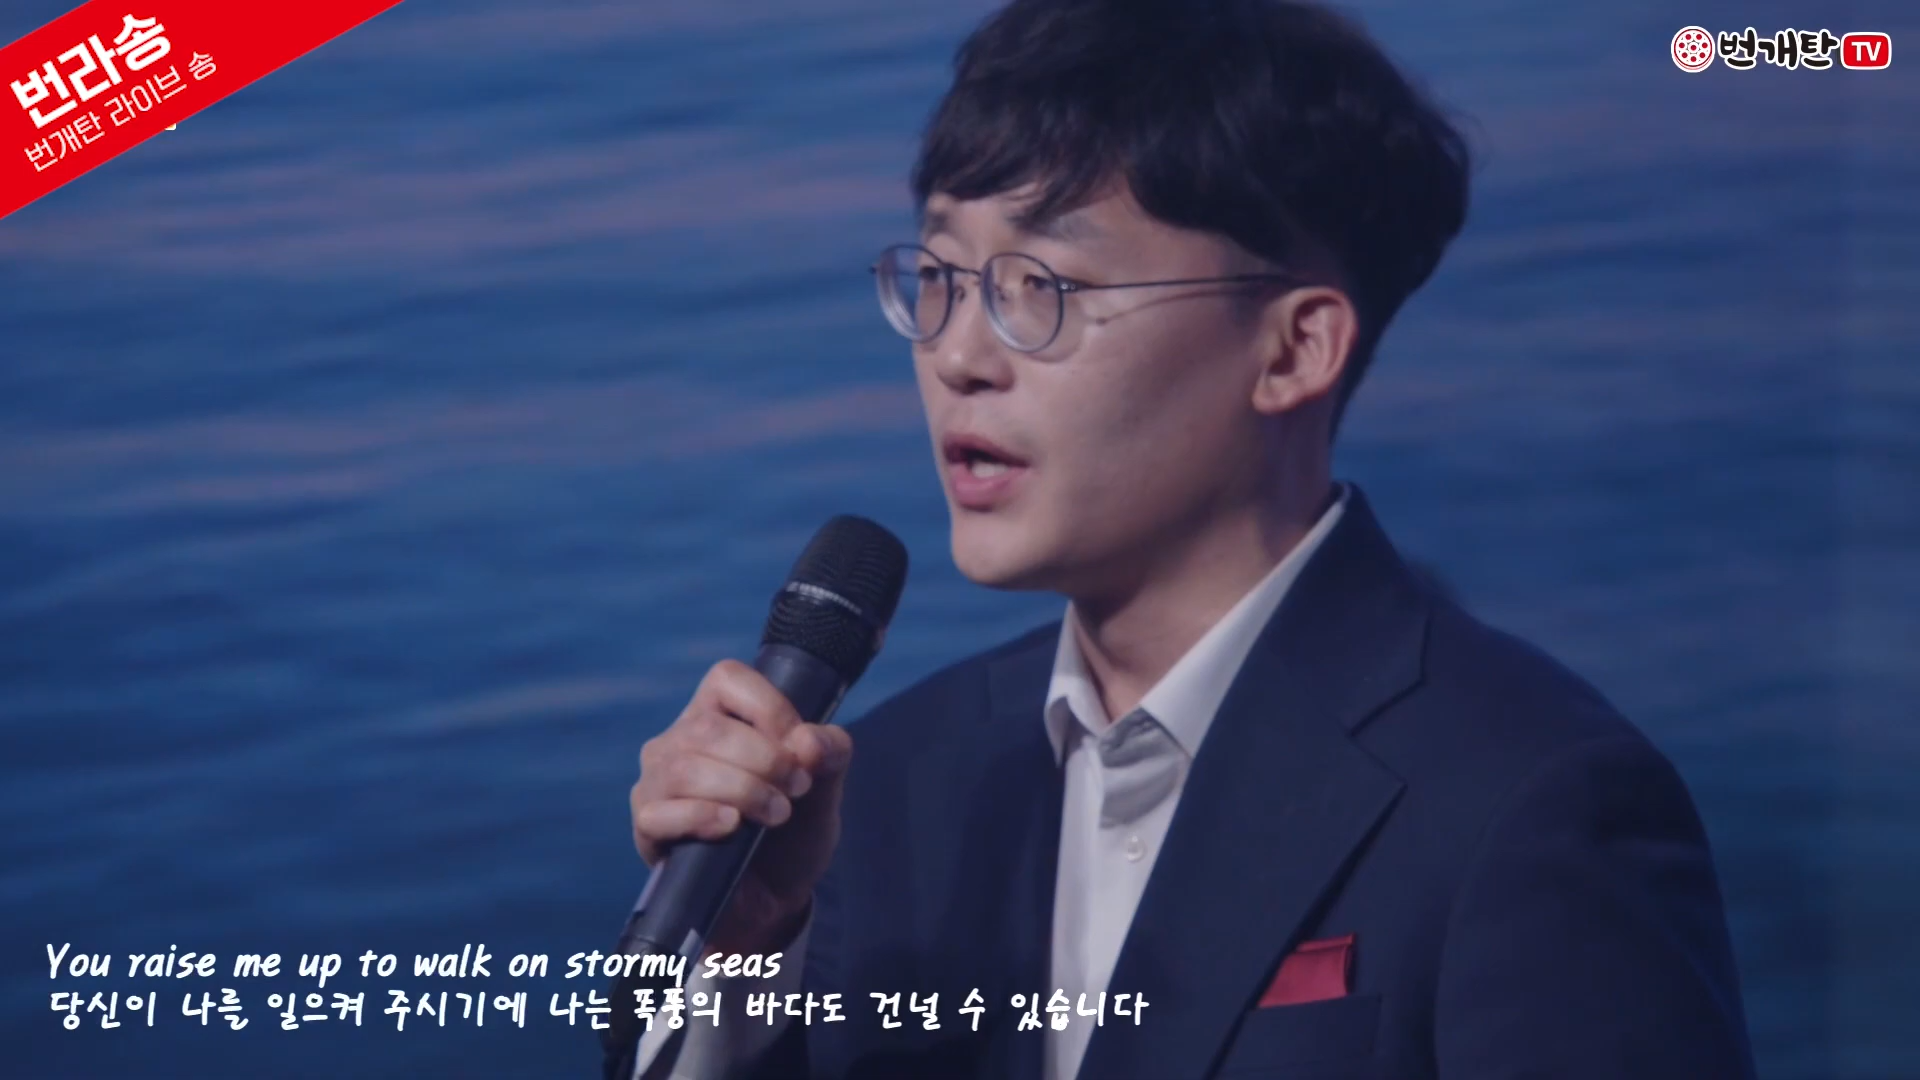 번라송
번개탄 라이브 송
번개탄 TV
You raise me up to walk on stormy seas
당신이 나를 일으켜 주시기에 나는 폭풍의 바다도 건널 수 있습니다